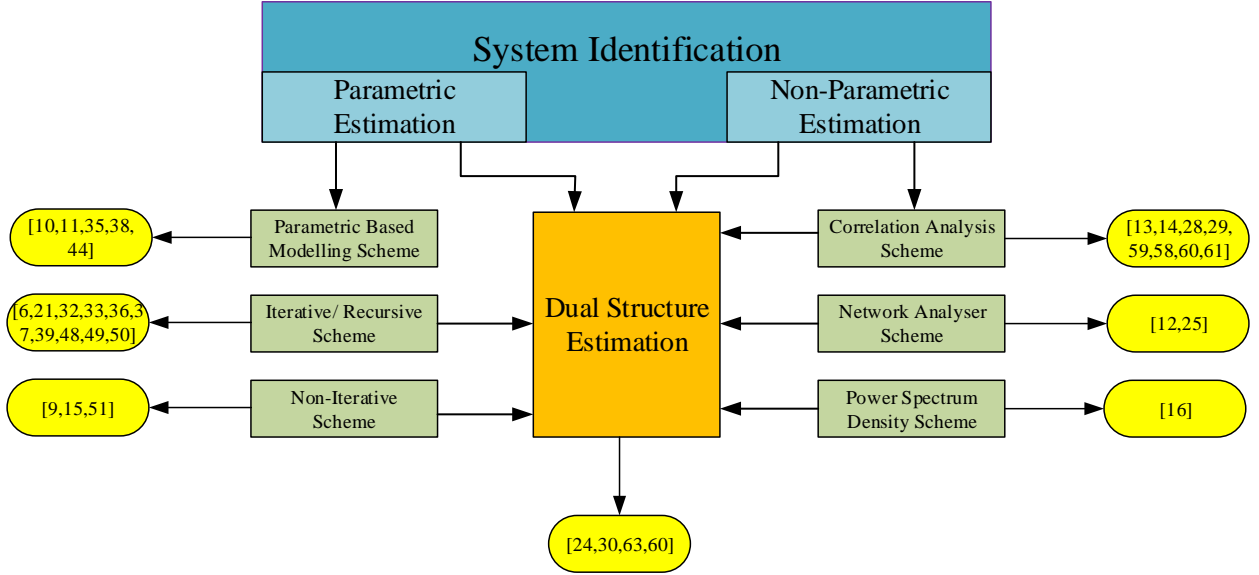 System Identification
Parametric
Estimation
Non-Parametric
Estimation
[10,11,35,38,
44]
Parametric Based
Modelling Scheme
Correlation Analysis
Scheme
[13,14,28,29,
59,58,60,61]
[6,21,32,33,36,3
7,39,48,49,50]
Iterative/ Recursive
Scheme
Dual Structure
Estimation
Network Analyser
Scheme
[12,25]
[9,15,51]
Non-Iterative
Scheme
Power Spectrum
Density Scheme
[16]
[24,30,63,60]